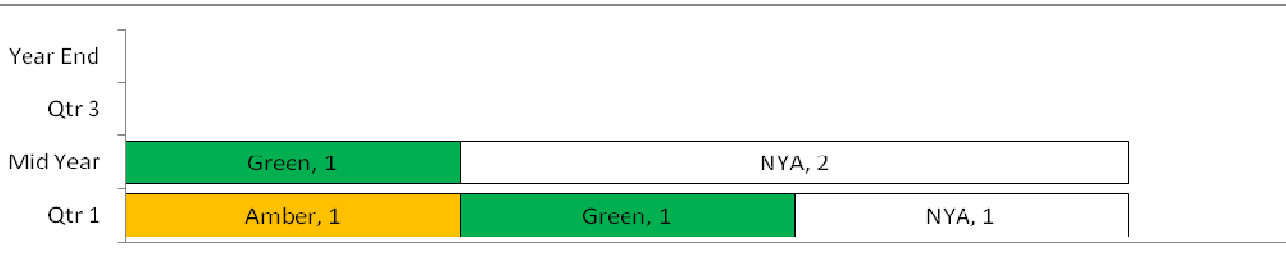 Year End
Qtr 3
Mid Year
Green, 1
NYA, 2
Qtr 1
Amber, 1
Green, 1
NYA, 1